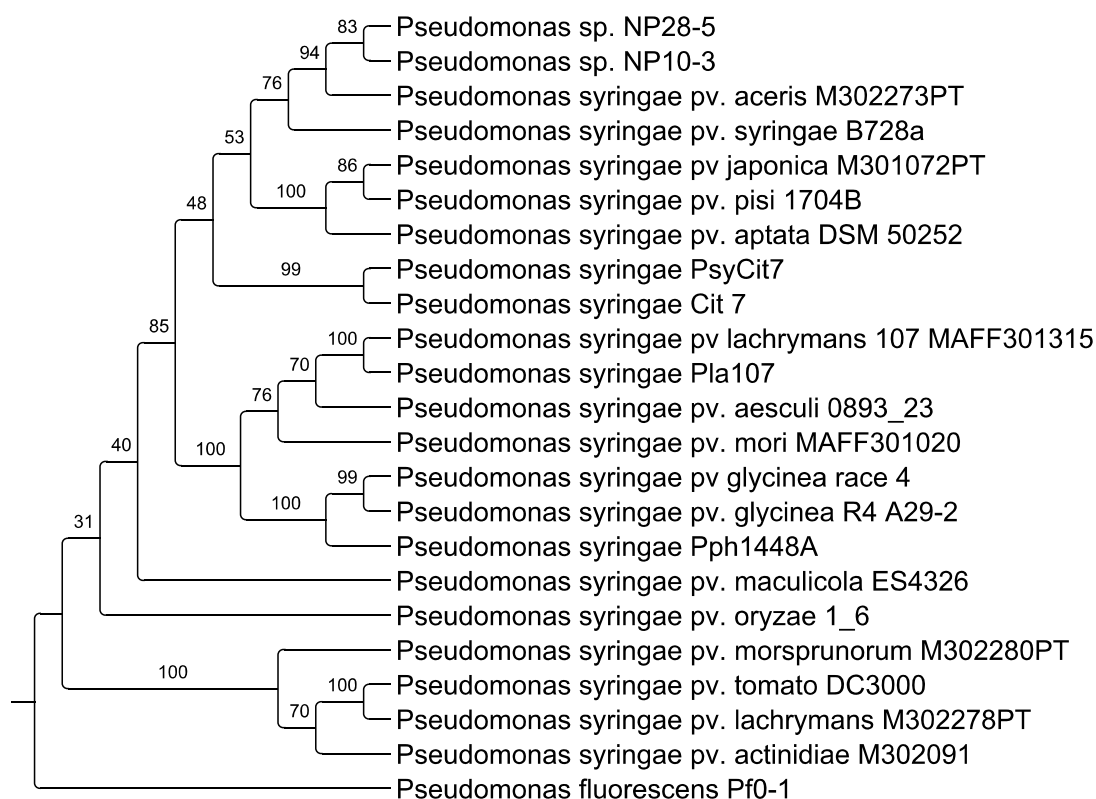 83
Pseudomonas sp. NP28-5
94
Pseudomonas sp. NP10-3
76
Pseudomonas syringae pv. aceris M302273PT
53
Pseudomonas syringae pv. syringae B728a
86
Pseudomonas syringae pv japonica M301072PT
100
Pseudomonas syringae pv. pisi 1704B
48
Pseudomonas syringae pv. aptata DSM 50252
99
Pseudomonas syringae PsyCit7
Pseudomonas syringae Cit 7
85
100
Pseudomonas syringae pv lachrymans 107 MAFF301315
70
Pseudomonas syringae Pla107
76
Pseudomonas syringae pv. aesculi 0893_23
40
100
Pseudomonas syringae pv. mori MAFF301020
99
Pseudomonas syringae pv glycinea race 4
100
Pseudomonas syringae pv. glycinea R4 A29-2
31
Pseudomonas syringae Pph1448A
Pseudomonas syringae pv. maculicola ES4326
Pseudomonas syringae pv. oryzae 1_6
100
Pseudomonas syringae pv. morsprunorum M302280PT
100
Pseudomonas syringae pv. tomato DC3000
70
Pseudomonas syringae pv. lachrymans M302278PT
Pseudomonas syringae pv. actinidiae M302091
Pseudomonas fluorescens Pf0-1